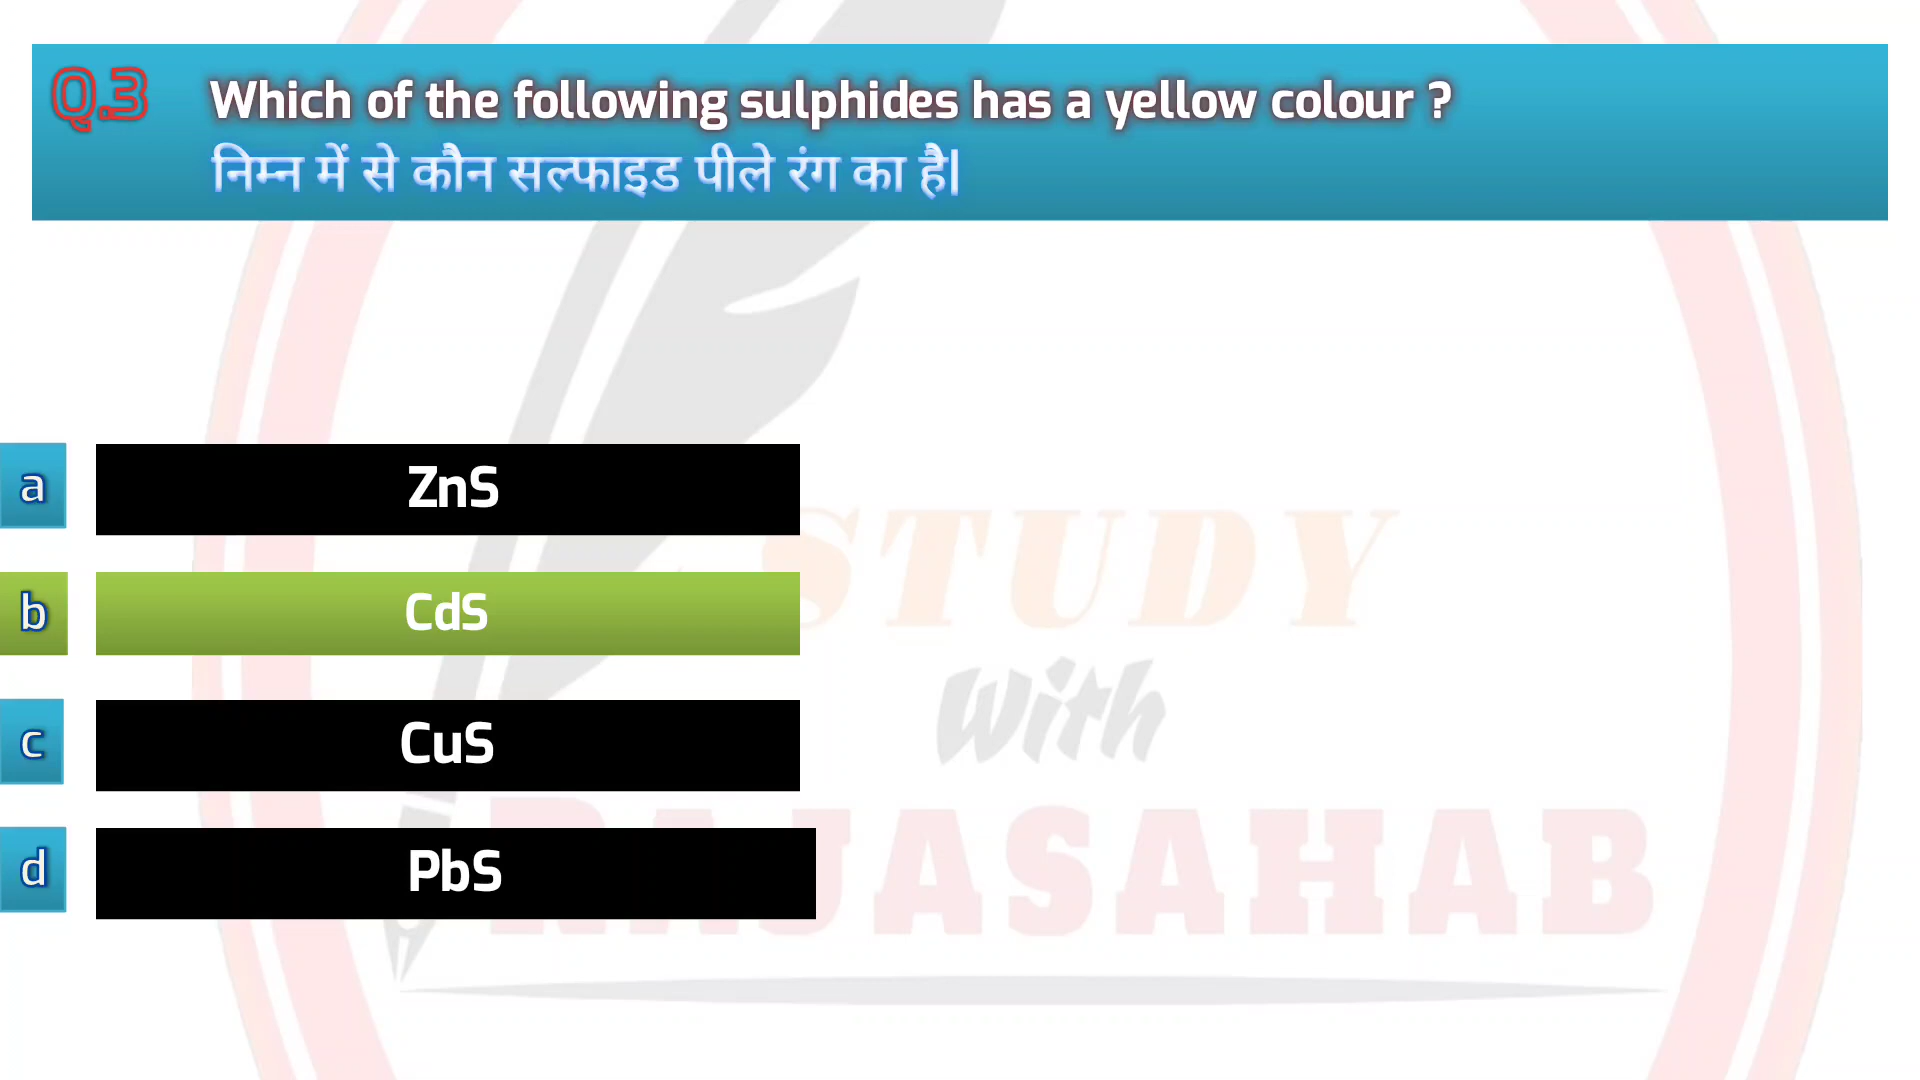 Q.3 Which of the following sulphides has a yellow colour ?
निम्न में से कौन सल्फाइड पीले रंग का है|
a ZnS
b CdS
c CuS
d PbS
STUDY
With
RAJASAHAB